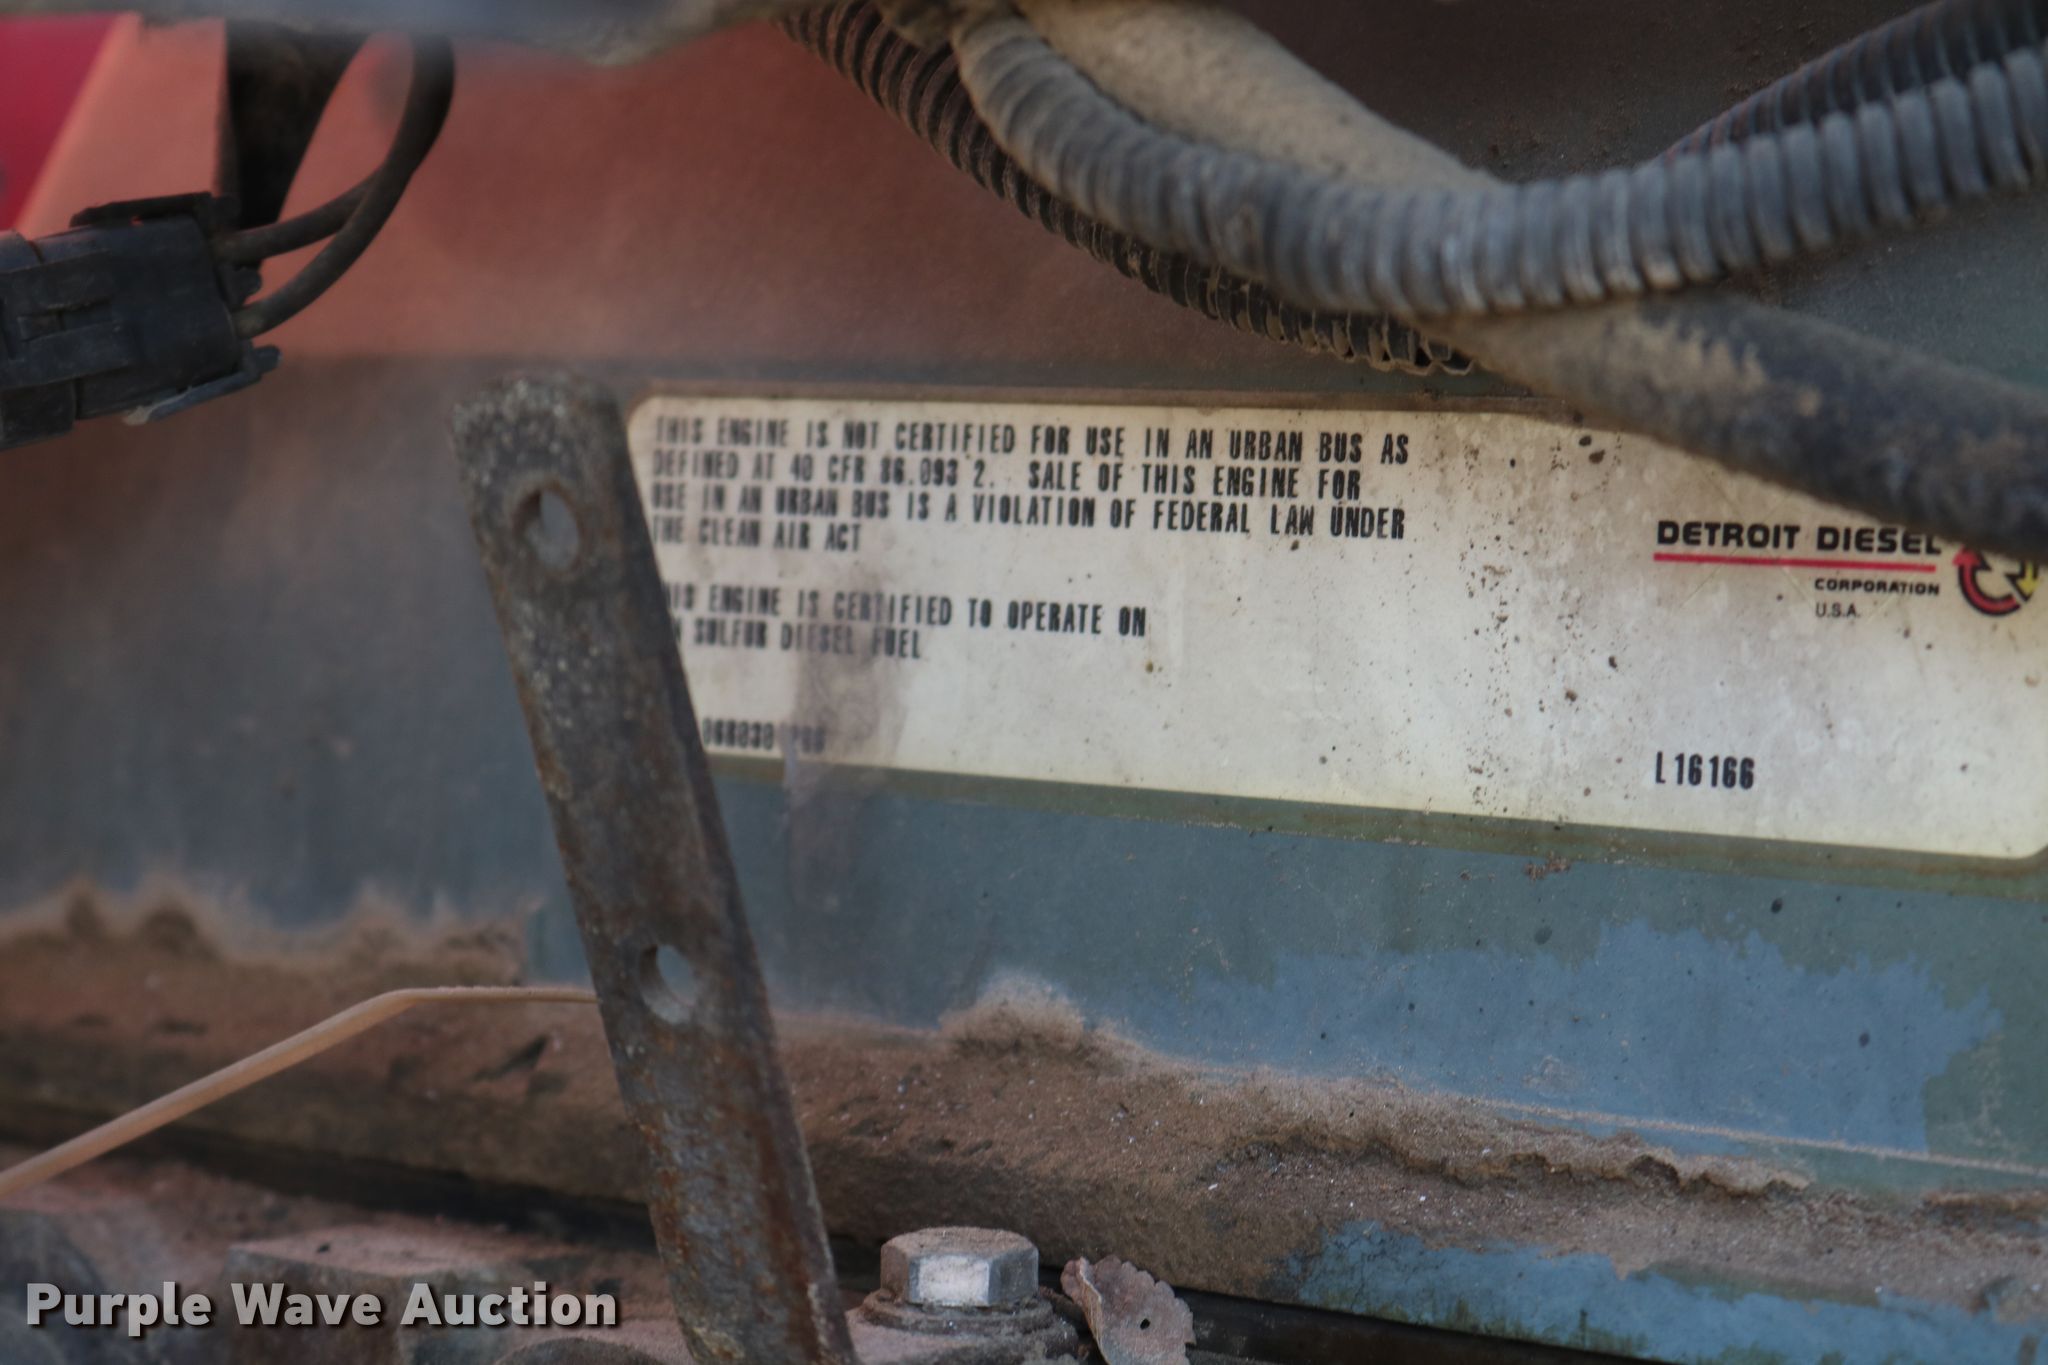 THIS ENGINE IS NOT CERTIFIED FOR USE IN AN URBAN BUS AS
DEFINED AT 40 CFR 86.093 2. SALE OF THIS ENGINE FOR
USE IN AN URBAN BUS IS A VIOLATION OF FEDERAL LAW UNDER
THE CLEAN AIR ACT
ENGINE IS CERTIFIED TO OPERATE ON
SULFUR DIESEL FUEL
DETROIT DIESEL
CORPORATION
U.S.A.
L16166
Purple Wave Auction